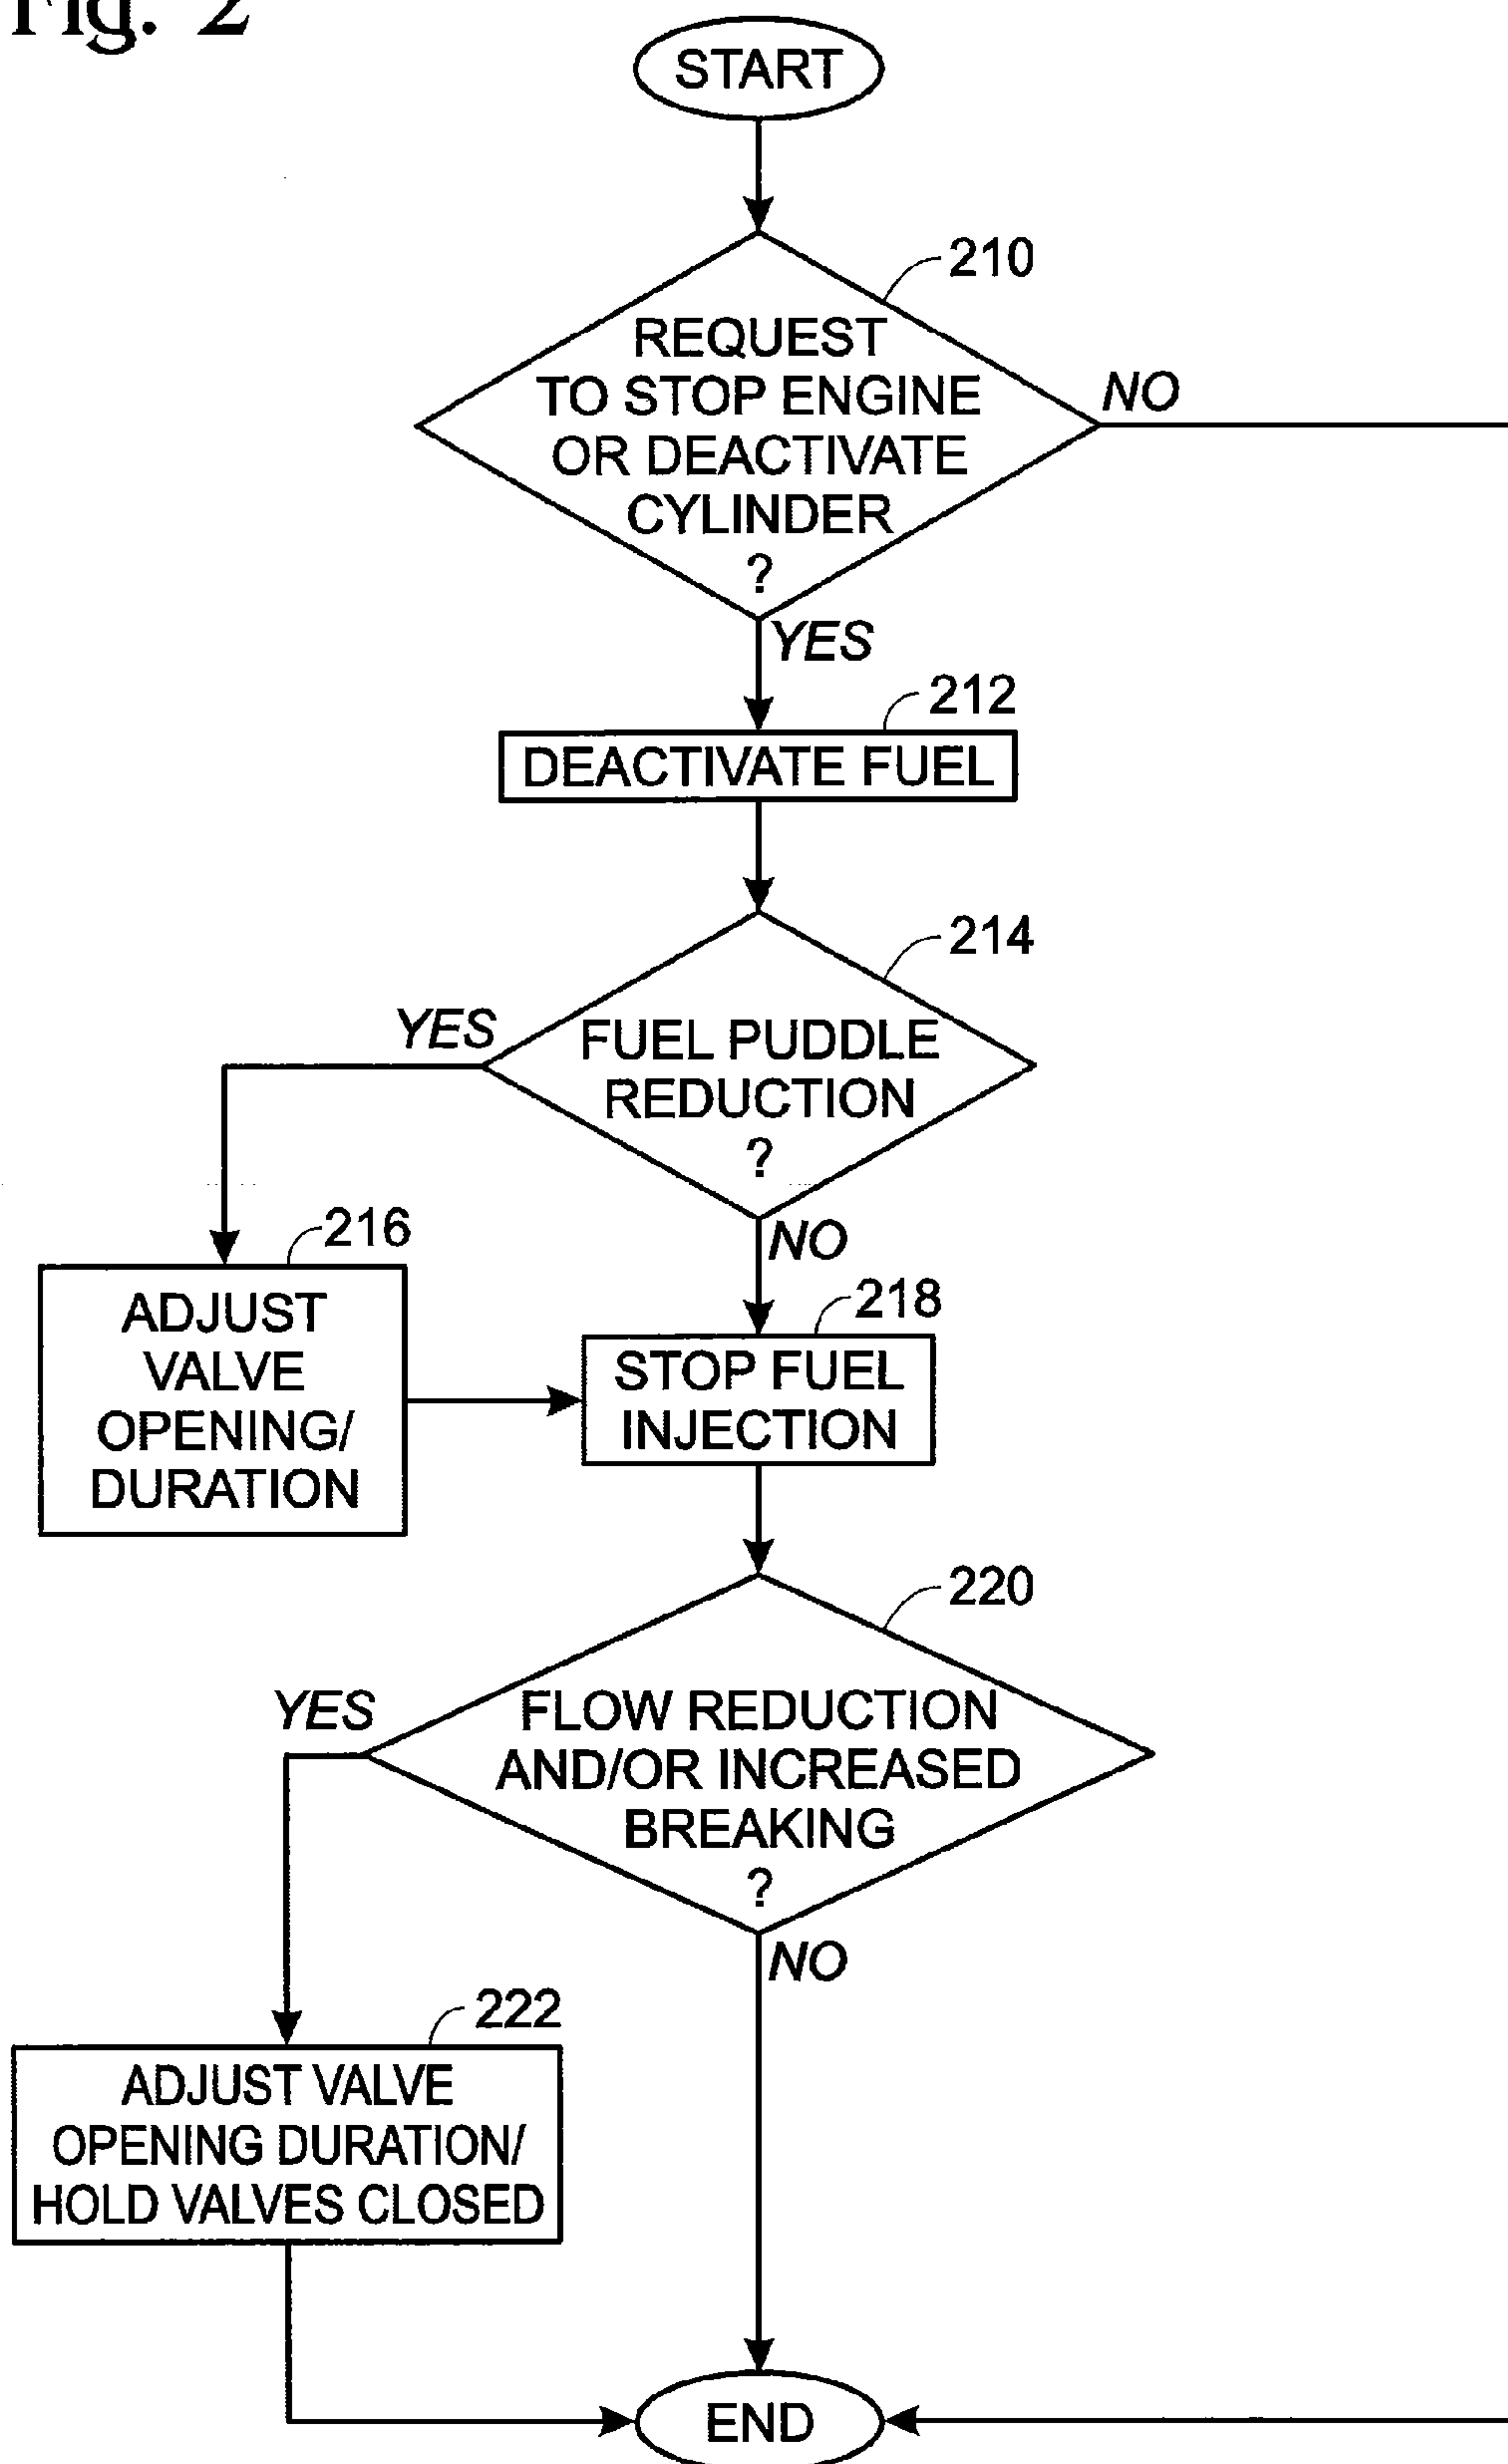 Fig. 2
START
210
REQUEST
TO STOP ENGINE
OR DEACTIVATE
CYLINDER
?
NO
YES
212
DEACTIVATE FUEL
214
YES
FUEL PUDDLE
REDUCTION
?
NO
216
ADJUST
VALVE
OPENING/
DURATION
218
STOP FUEL
INJECTION
220
YES
FLOW REDUCTION
AND/OR INCREASED
BREAKING
?
NO
222
ADJUST VALVE
OPENING DURATION/
HOLD VALVES CLOSED
END